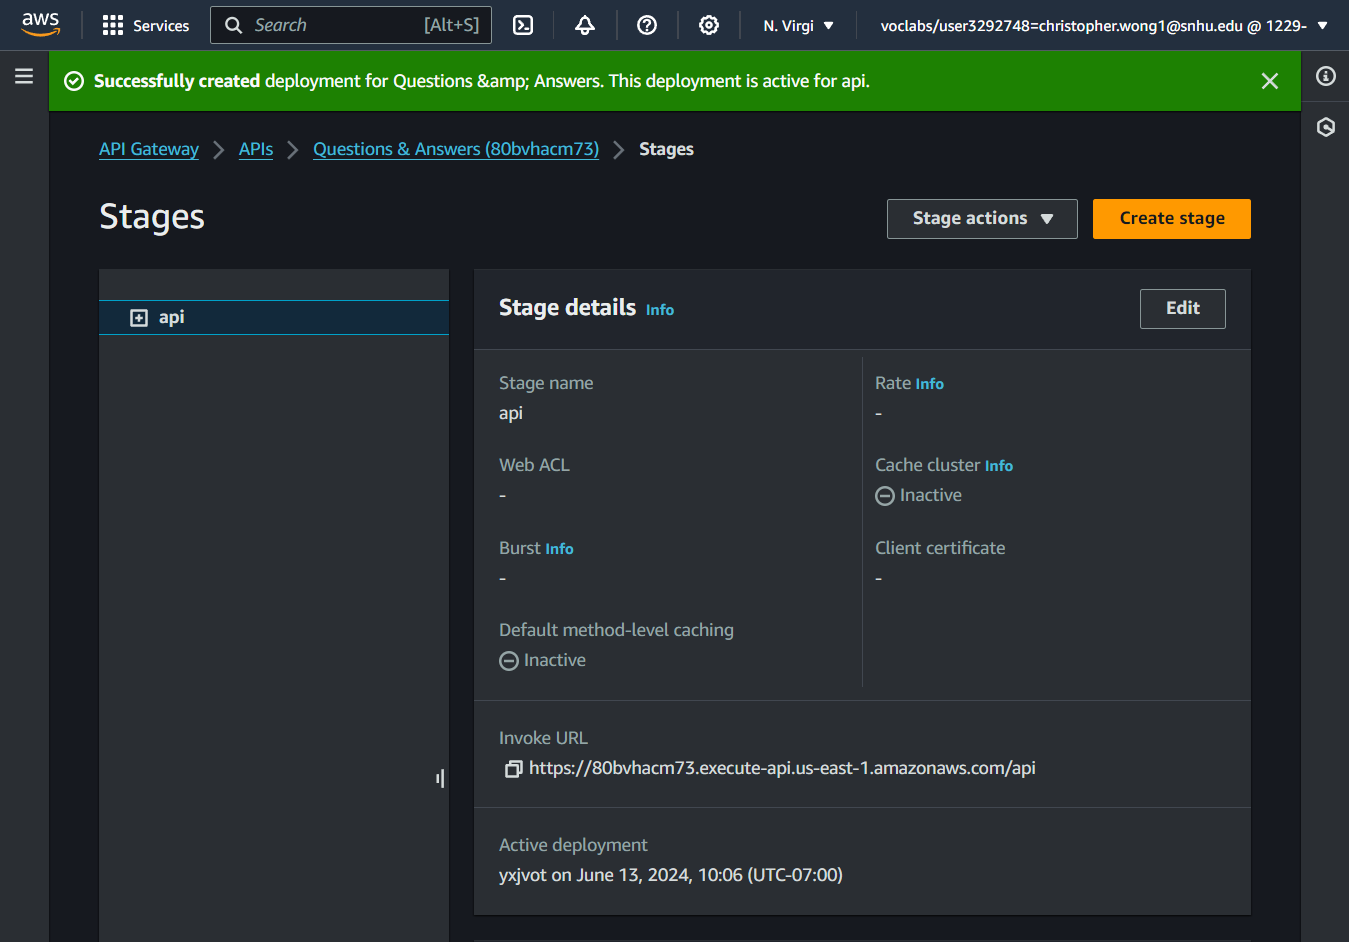 aws
Services
Search [Alt+S]
N. Virgi
voclabs/user3292748=christopher.wong1@snhu.edu @ 1229-
Successfully created deployment for Questions &amp; Answers. This deployment is active for api.
API Gateway
APIs
Questions & Answers (80bvhacm73)
Stages
Stages
Stage actions
Create stage
api
Stage details Info
Edit
Stage name
api
Rate Info
-
Web ACL
-
Cache cluster Info
Inactive
Burst Info
-
Client certificate
-
Default method-level caching
Inactive
Invoke URL
https://80bvhacm73.execute-api.us-east-1.amazonaws.com/api
Active deployment
yxjvot on June 13, 2024, 10:06 (UTC-07:00)